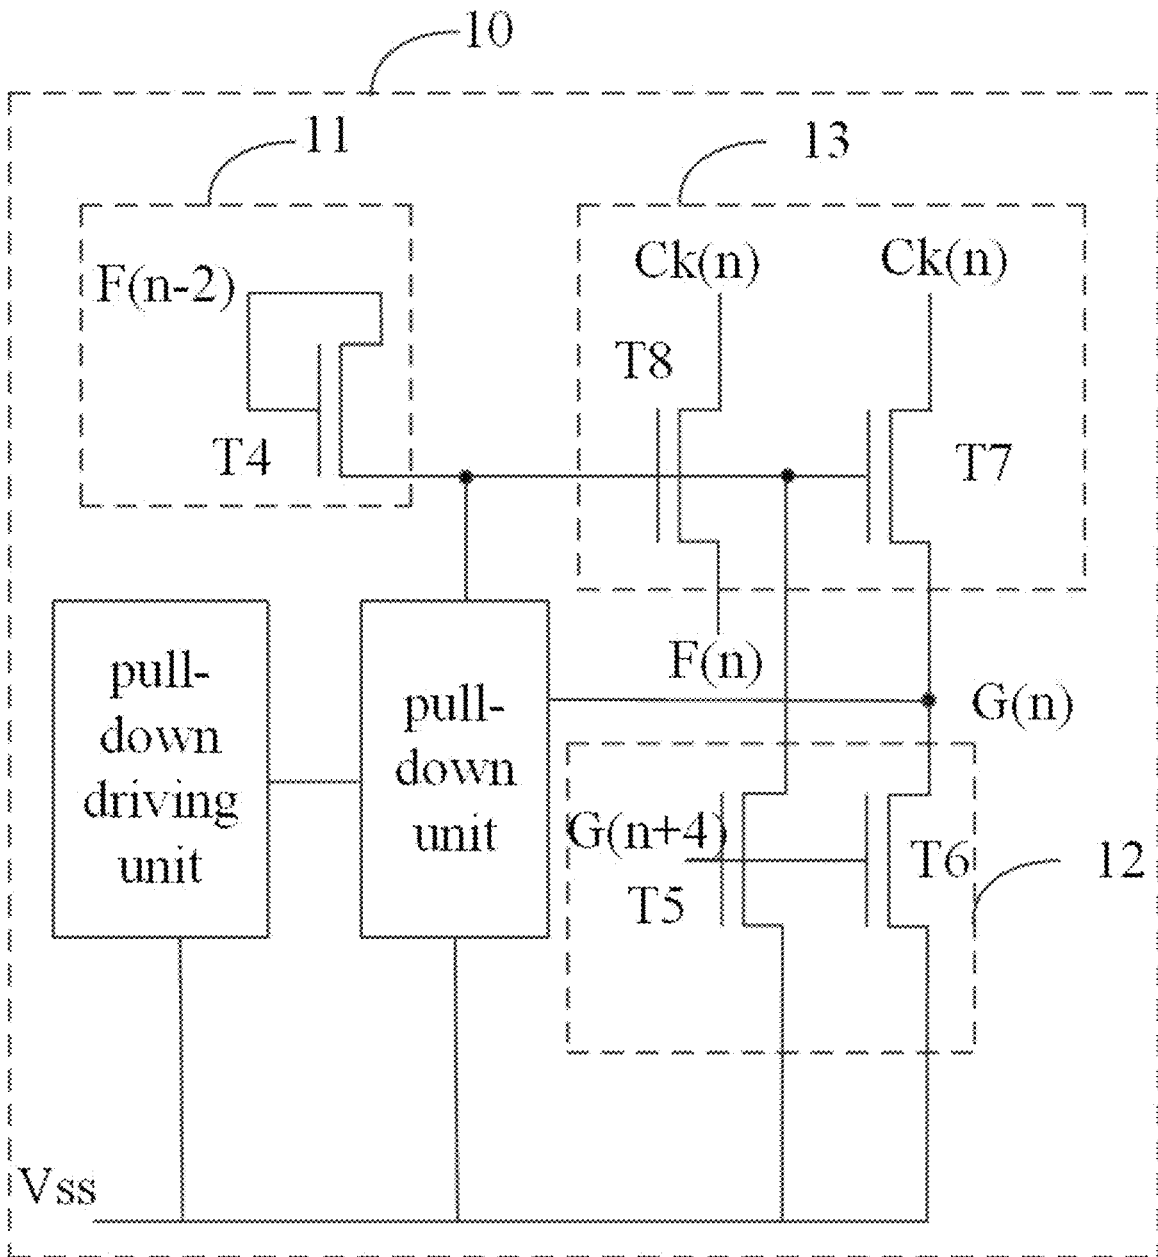 10
11
13
F(n-2)
Ck(n)
Ck(n)
T8
T4
T7
F(n)
G(n)
pull-
down
driving
unit
pull-
down
unit
G(n+4)
T5
T6
12
Vss